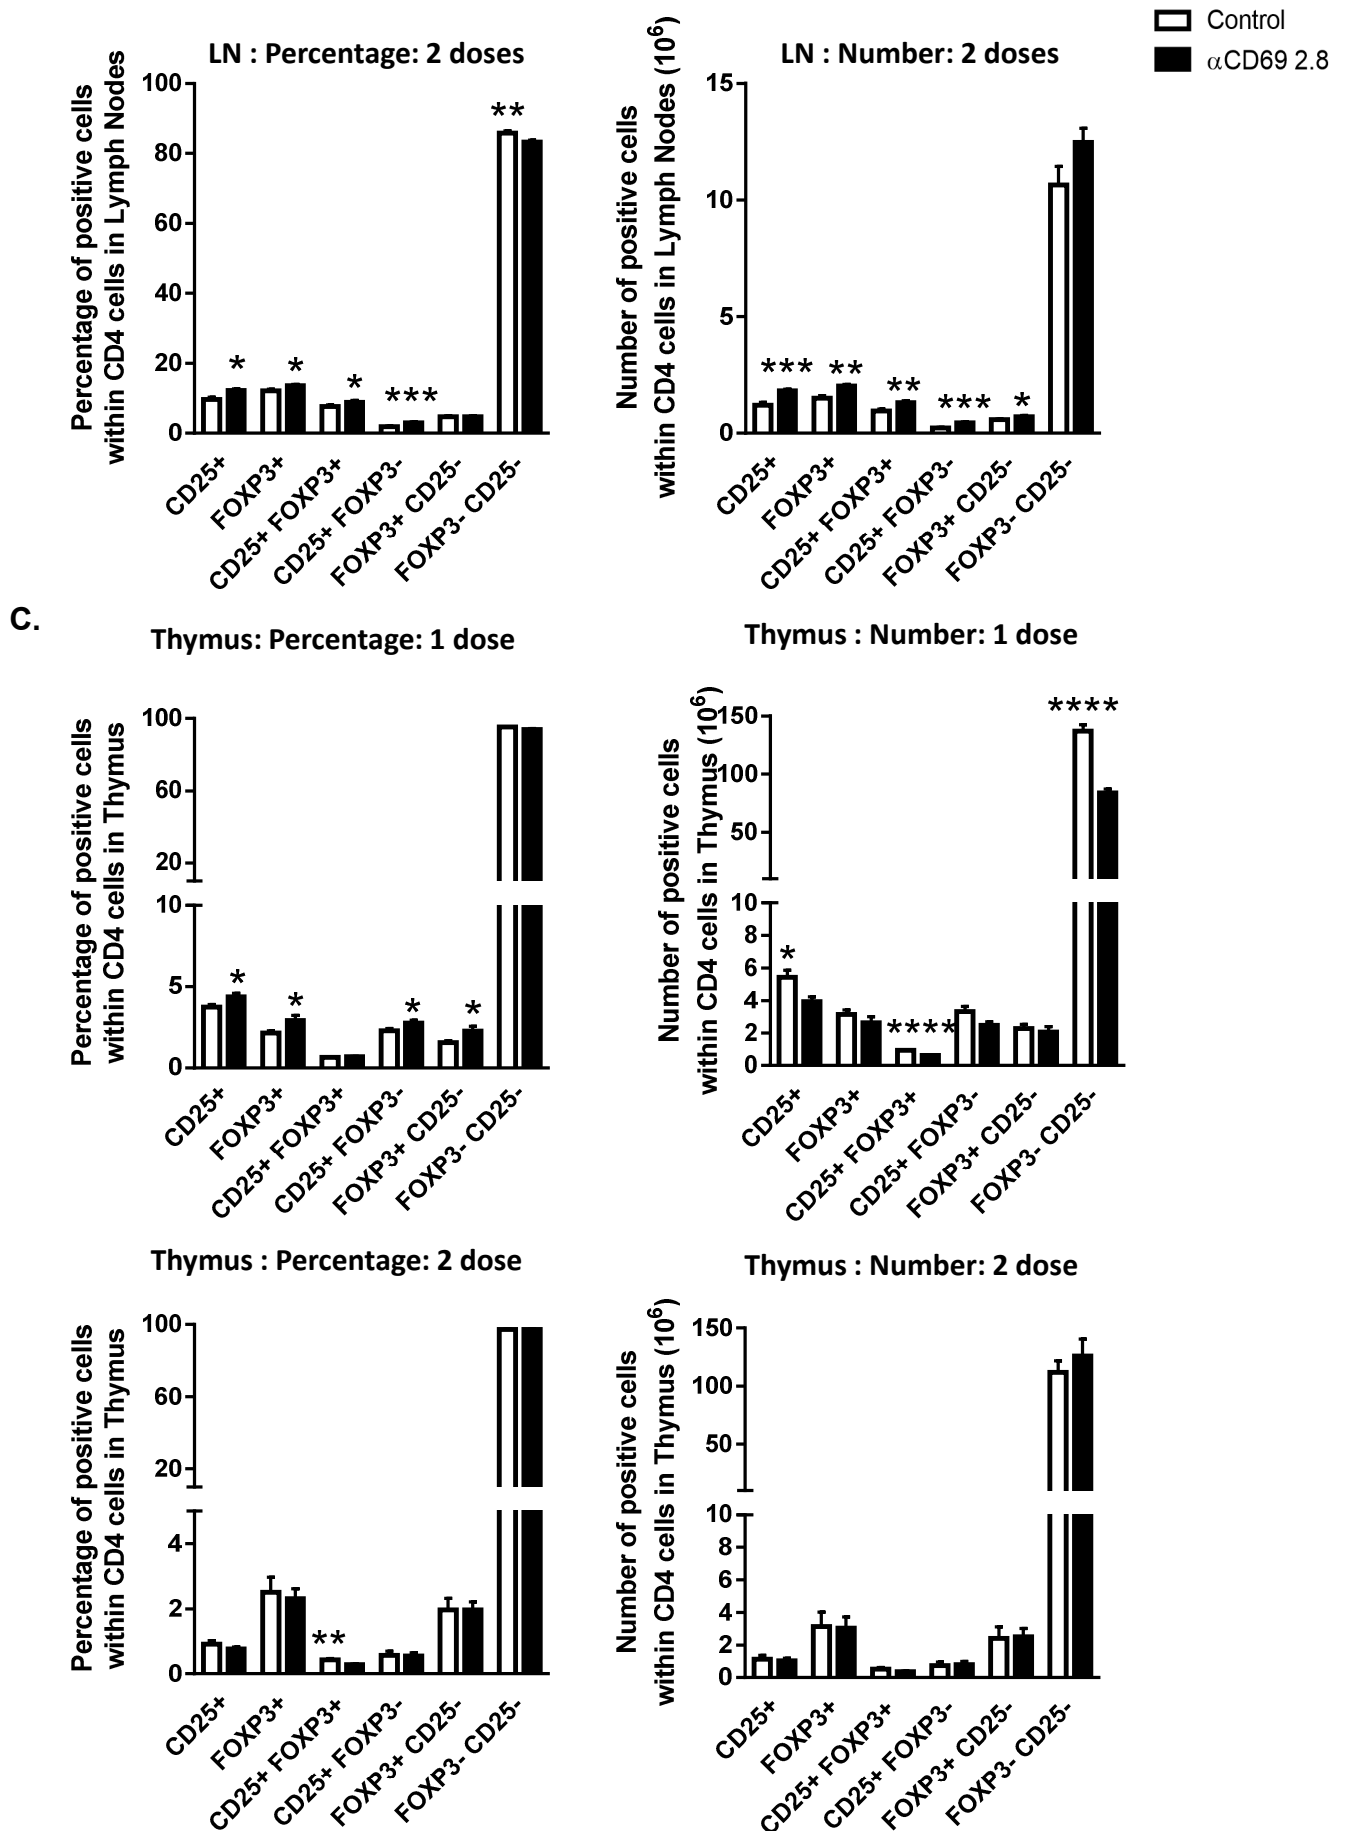 Control
αCD69 2.8
LN : Percentage: 2 doses
Percentage of positive cells
within CD4 cells in Lymph Nodes
100
80
60
40
20
0
**
*
*
*
***
CD25+
FOXP3+
CD25+ FOXP3+
CD25+ FOXP3-
FOXP3+ CD25-
FOXP3- CD25-
LN : Number: 2 doses
Number of positive cells
within CD4 cells in Lymph Nodes (10⁶)
15
10
5
0
***
**
**
***
*
CD25+
FOXP3+
CD25+ FOXP3+
CD25+ FOXP3-
FOXP3+ CD25-
FOXP3- CD25-
C.
Thymus: Percentage: 1 dose
Percentage of positive cells
within CD4 cells in Thymus
100
60
20
10
5
0
*
*
*
*
CD25+
FOXP3+
CD25+ FOXP3+
CD25+ FOXP3-
FOXP3+ CD25-
FOXP3- CD25-
Thymus : Number: 1 dose
Number of positive cells
within CD4 cells in Thymus (10⁶)
150
100
50
10
8
6
4
2
0
*
****
****
CD25+
FOXP3+
CD25+ FOXP3+
CD25+ FOXP3-
FOXP3+ CD25-
FOXP3- CD25-
Thymus : Percentage: 2 dose
Percentage of positive cells
within CD4 cells in Thymus
100
60
20
4
2
0
**
CD25+
FOXP3+
CD25+ FOXP3+
CD25+ FOXP3-
FOXP3+ CD25-
FOXP3- CD25-
Thymus : Number: 2 dose
Number of positive cells
within CD4 cells in Thymus (10⁶)
150
100
50
10
8
6
4
2
0
CD25+
FOXP3+
CD25+ FOXP3+
CD25+ FOXP3-
FOXP3+ CD25-
FOXP3- CD25-